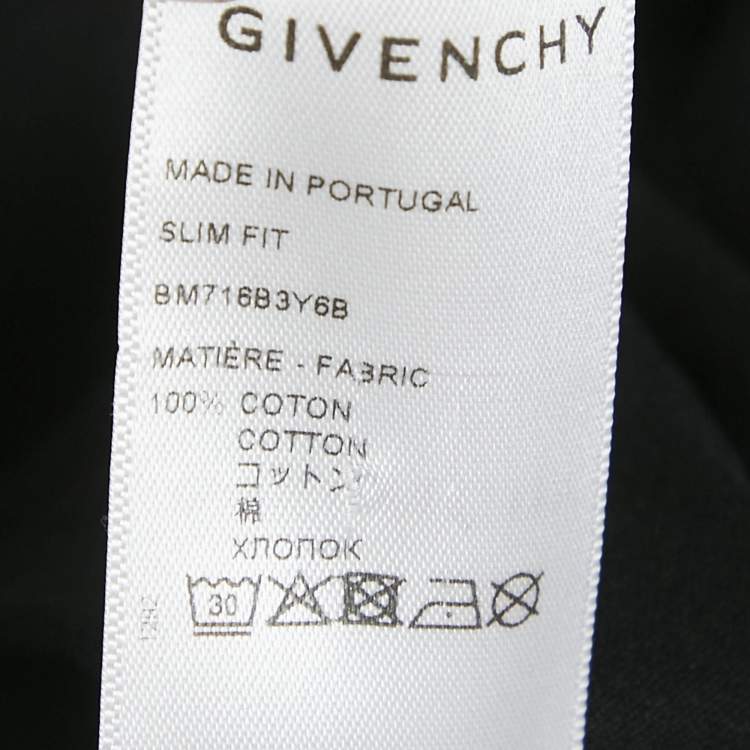 GIVENCHY
MADE IN PORTUGAL
SLIM FIT
BM716B3Y6B
MATIÈRE - FABRIC
100% COTON
COTTON
コットン
棉
ХЛОПОК
30